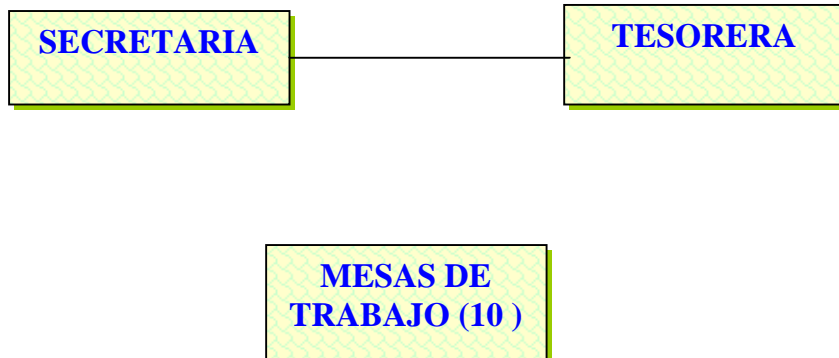 SECRETARIA
TESORERA
MESAS DE
TRABAJO (10 )